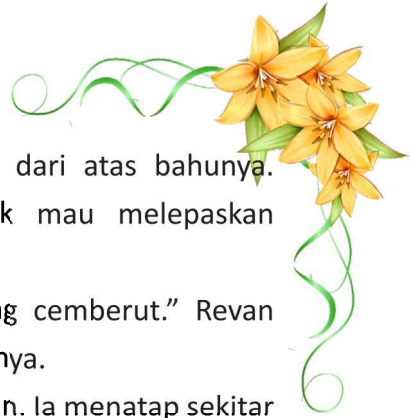 dari atas bahunya.
k mau melepaskan
g cemberut.” Revan
nya.
n. Ia menatap sekitar